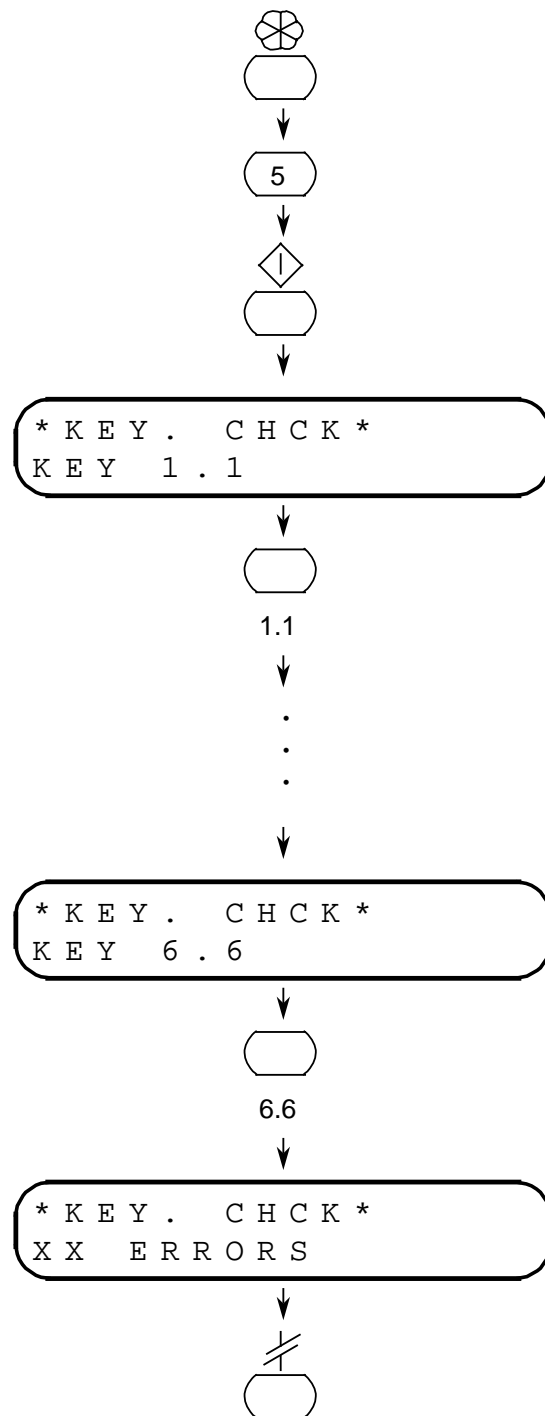 5
*KEY. CHCK*
KEY 1.1
1.1
.
.
.
*KEY. CHCK*
KEY 6.6
6.6
*KEY. CHCK*
XX ERRORS